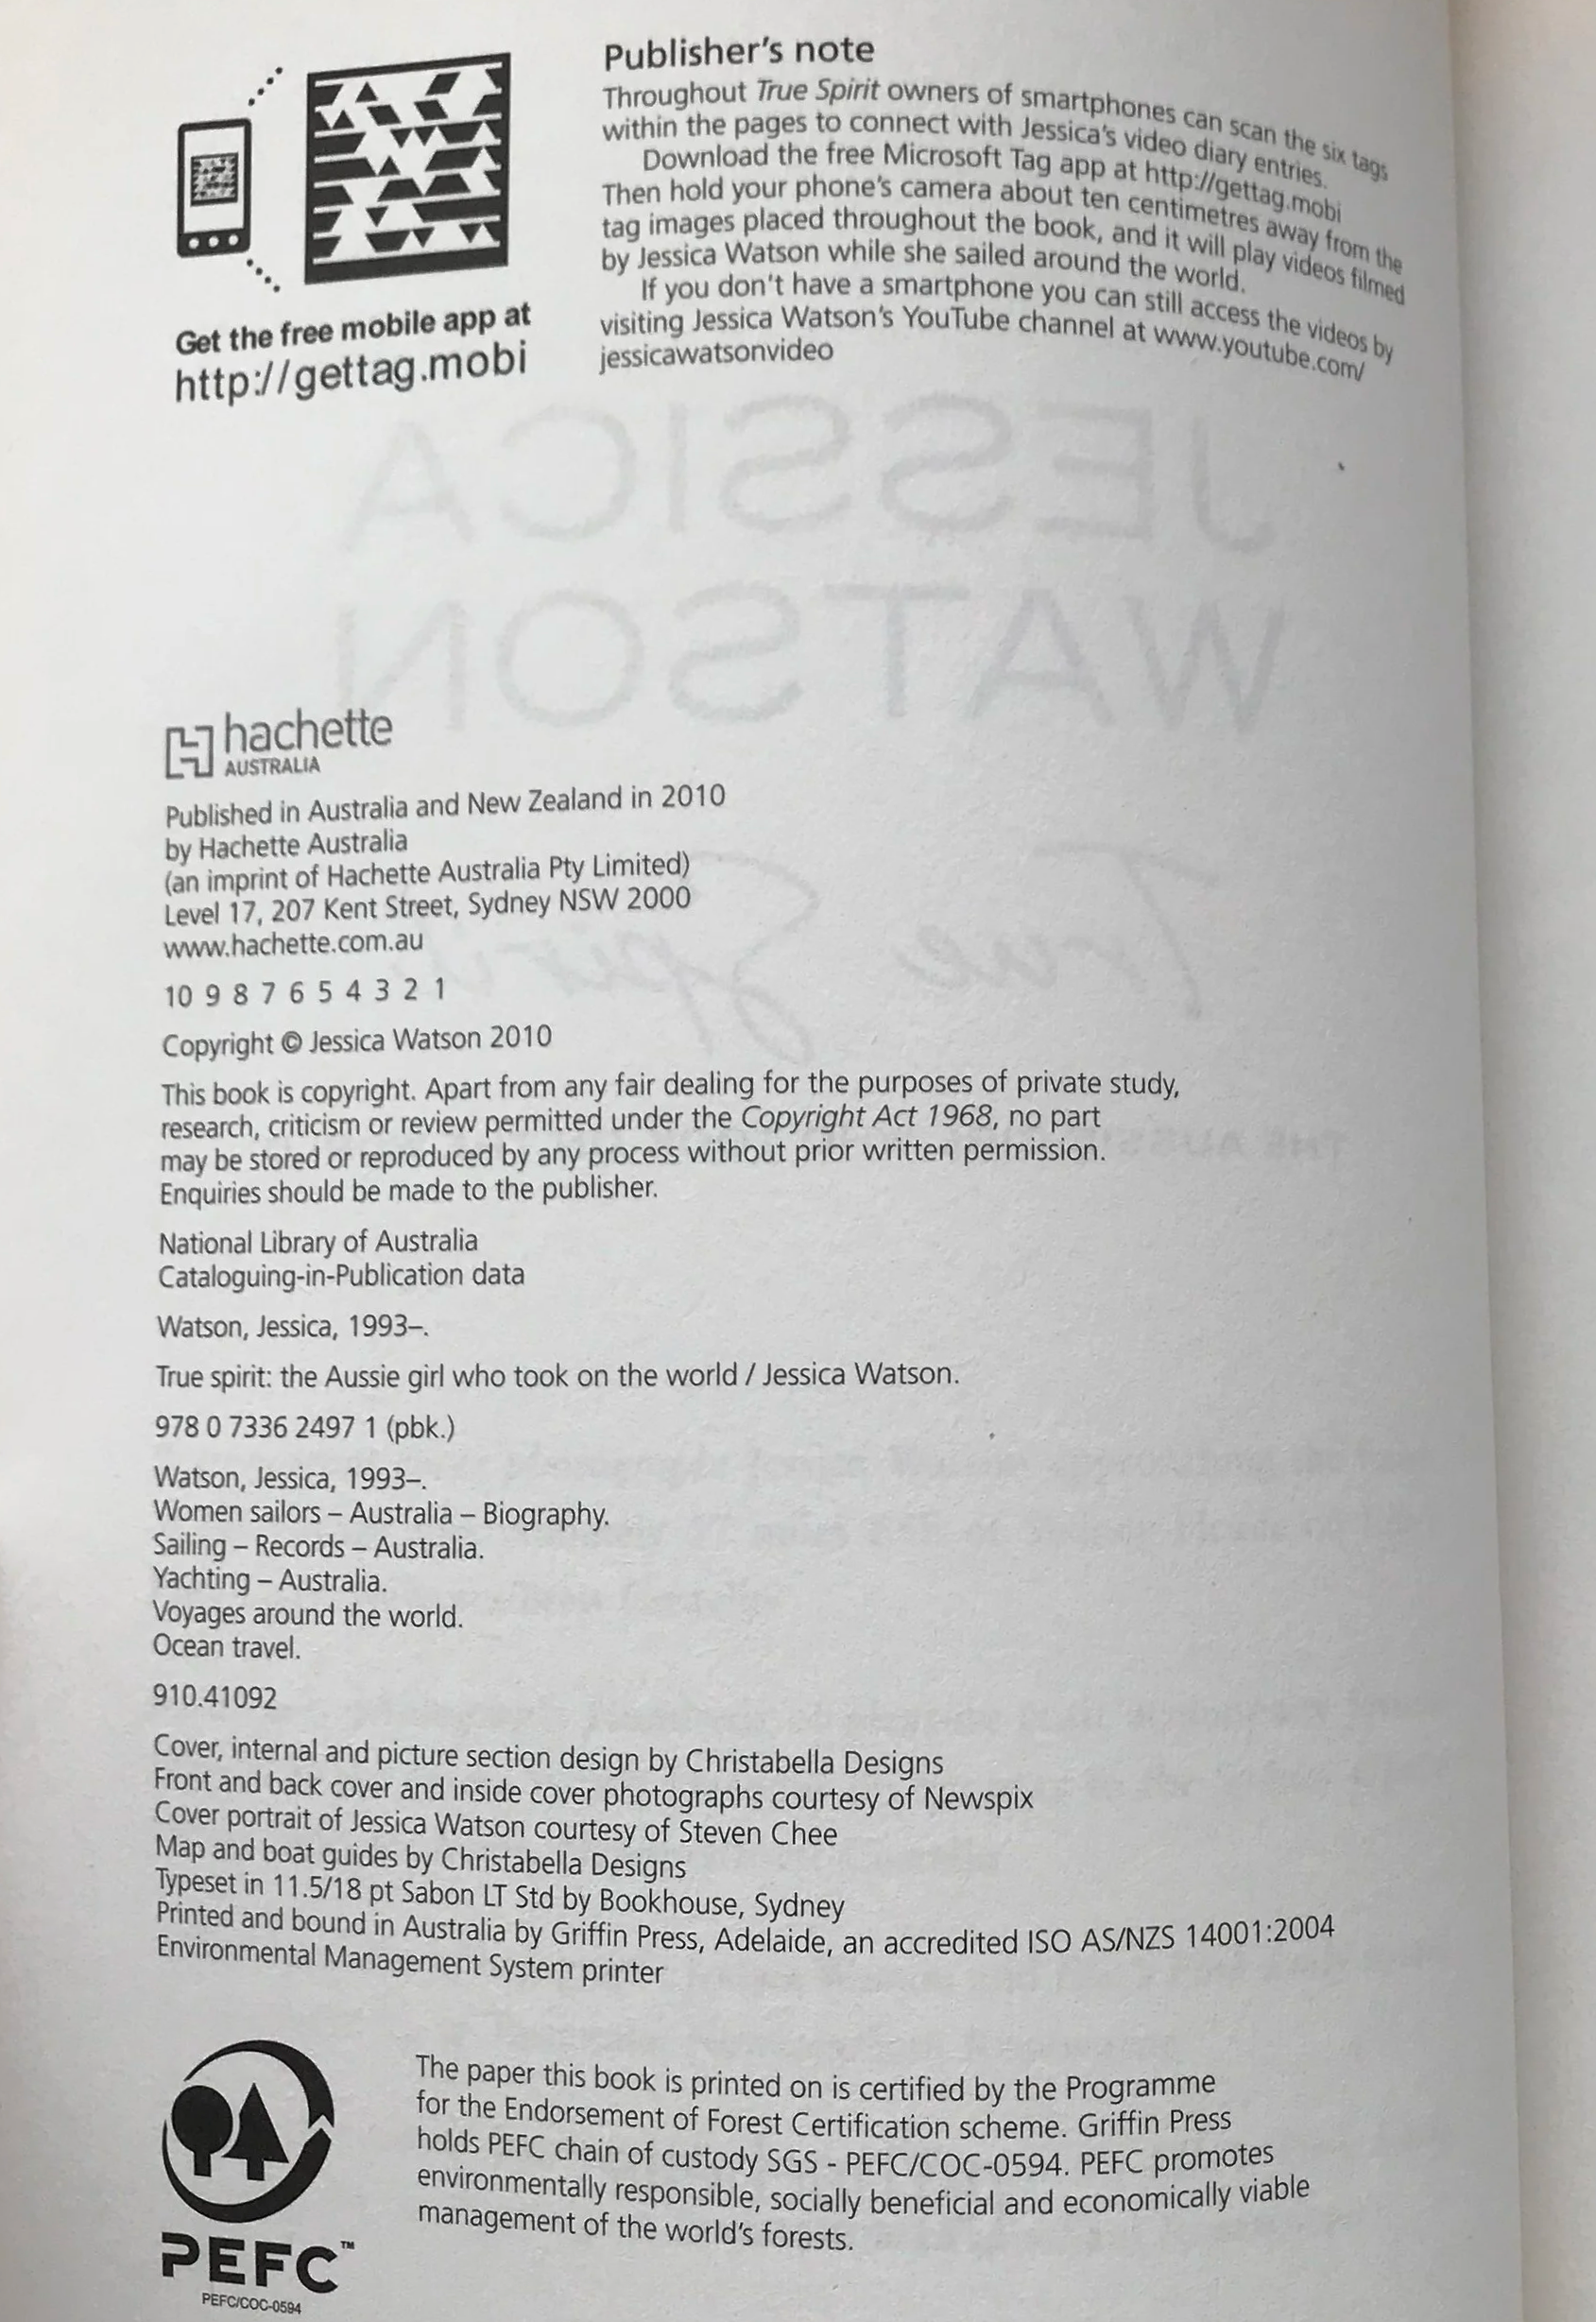 Publisher's note
Throughout True Spirit owners of smartphones can scan the six tags
within the pages to connect with Jessica's video diary entries.
Download the free Microsoft Tag app at http://gettag.mobi
Then hold your phone's camera about ten centimetres away from the
tag images placed throughout the book, and it will play videos filmed
by Jessica Watson while she sailed around the world.
If you don't have a smartphone you can still access the videos by
visiting Jessica Watson's YouTube channel at www.youtube.com/
jessicawatsonvideo
Get the free mobile app at
http://gettag.mobi
JESSICA
WATSON
True Spirit
hachette
AUSTRALIA
Published in Australia and New Zealand in 2010
by Hachette Australia
(an imprint of Hachette Australia Pty Limited)
Level 17, 207 Kent Street, Sydney NSW 2000
www.hachette.com.au
10 9 8 7 6 5 4 3 2 1
Copyright © Jessica Watson 2010
This book is copyright. Apart from any fair dealing for the purposes of private study,
research, criticism or review permitted under the Copyright Act 1968, no part
may be stored or reproduced by any process without prior written permission.
Enquiries should be made to the publisher.
National Library of Australia
Cataloguing-in-Publication data
Watson, Jessica, 1993–.
True spirit: the Aussie girl who took on the world / Jessica Watson.
978 0 7336 2497 1 (pbk.)
Watson, Jessica, 1993–.
Women sailors – Australia – Biography.
Sailing – Records – Australia.
Yachting – Australia.
Voyages around the world.
Ocean travel.
910.41092
Cover, internal and picture section design by Christabella Designs
Front and back cover and inside cover photographs courtesy of Newspix
Cover portrait of Jessica Watson courtesy of Steven Chee
Map and boat guides by Christabella Designs
Typeset in 11.5/18 pt Sabon LT Std by Bookhouse, Sydney
Printed and bound in Australia by Griffin Press, Adelaide, an accredited ISO AS/NZS 14001:2004
Environmental Management System printer
The paper this book is printed on is certified by the Programme
for the Endorsement of Forest Certification scheme. Griffin Press
holds PEFC chain of custody SGS - PEFC/COC-0594. PEFC promotes
environmentally responsible, socially beneficial and economically viable
management of the world's forests.
PEFC™
PEFC/COC-0594